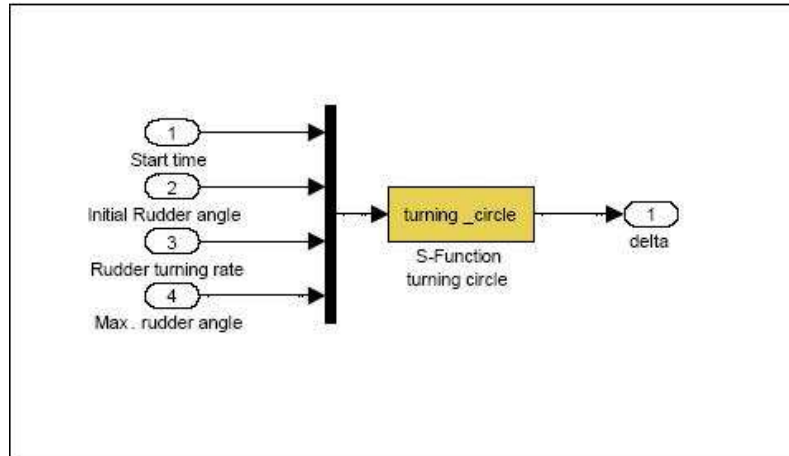 1
Start time
2
Initial Rudder angle
3
Rudder turning rate
4
Max. rudder angle
turning _circle
S-Function
turning circle
1
delta